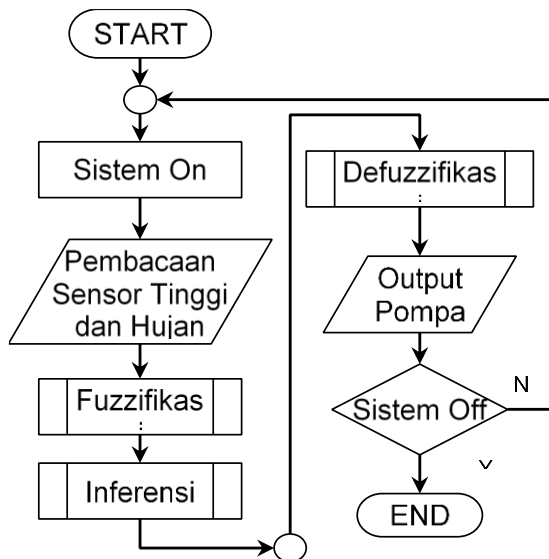 START
Sistem On
Pembacaan
Sensor Tinggi
dan Hujan
Fuzzifikas
Inferensi
Defuzzifikas
Output
Pompa
Sistem Off
N
END